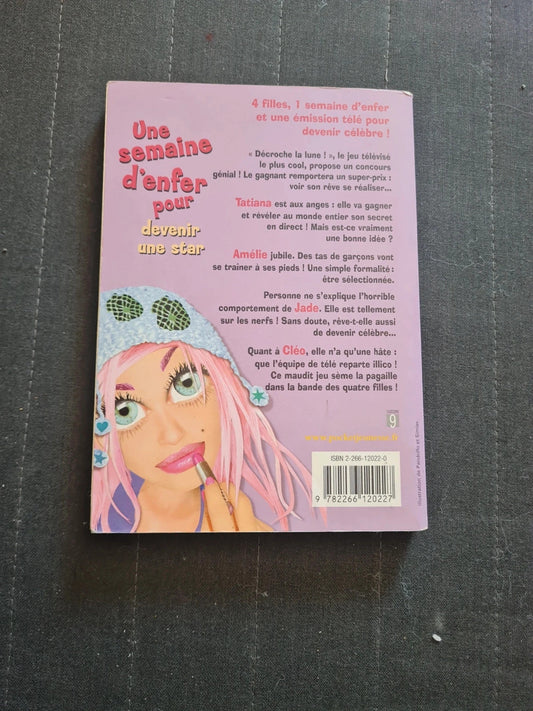 Une
semaine
d'enfer
pour
devenir
une star
4 filles, 1 semaine d'enfer
et une émission télé pour
devenir célèbre !
« Décroche la lune ! », le jeu télévisé
le plus cool, propose un concours
génial ! Le gagnant remportera un super-prix :
voir son rêve se réaliser...
Tatiana est aux anges : elle va gagner
et révéler au monde entier son secret
en direct ! Mais est-ce vraiment
une bonne idée ?
Amélie jubile. Des tas de garçons vont
se traîner à ses pieds ! Une simple formalité :
être sélectionnée.
Personne ne s'explique l'horrible
comportement de Jade. Elle est tellement
sur les nerfs ! Sans doute, rêve-t-elle aussi
de devenir célèbre...
Quant à Cléo, elle n'a qu'une hâte :
que l'équipe de télé reparte illico !
Ce maudit jeu sème la pagaille
dans la bande des quatre filles !
9
ISBN 2-266-12022-0
9 782266 120227